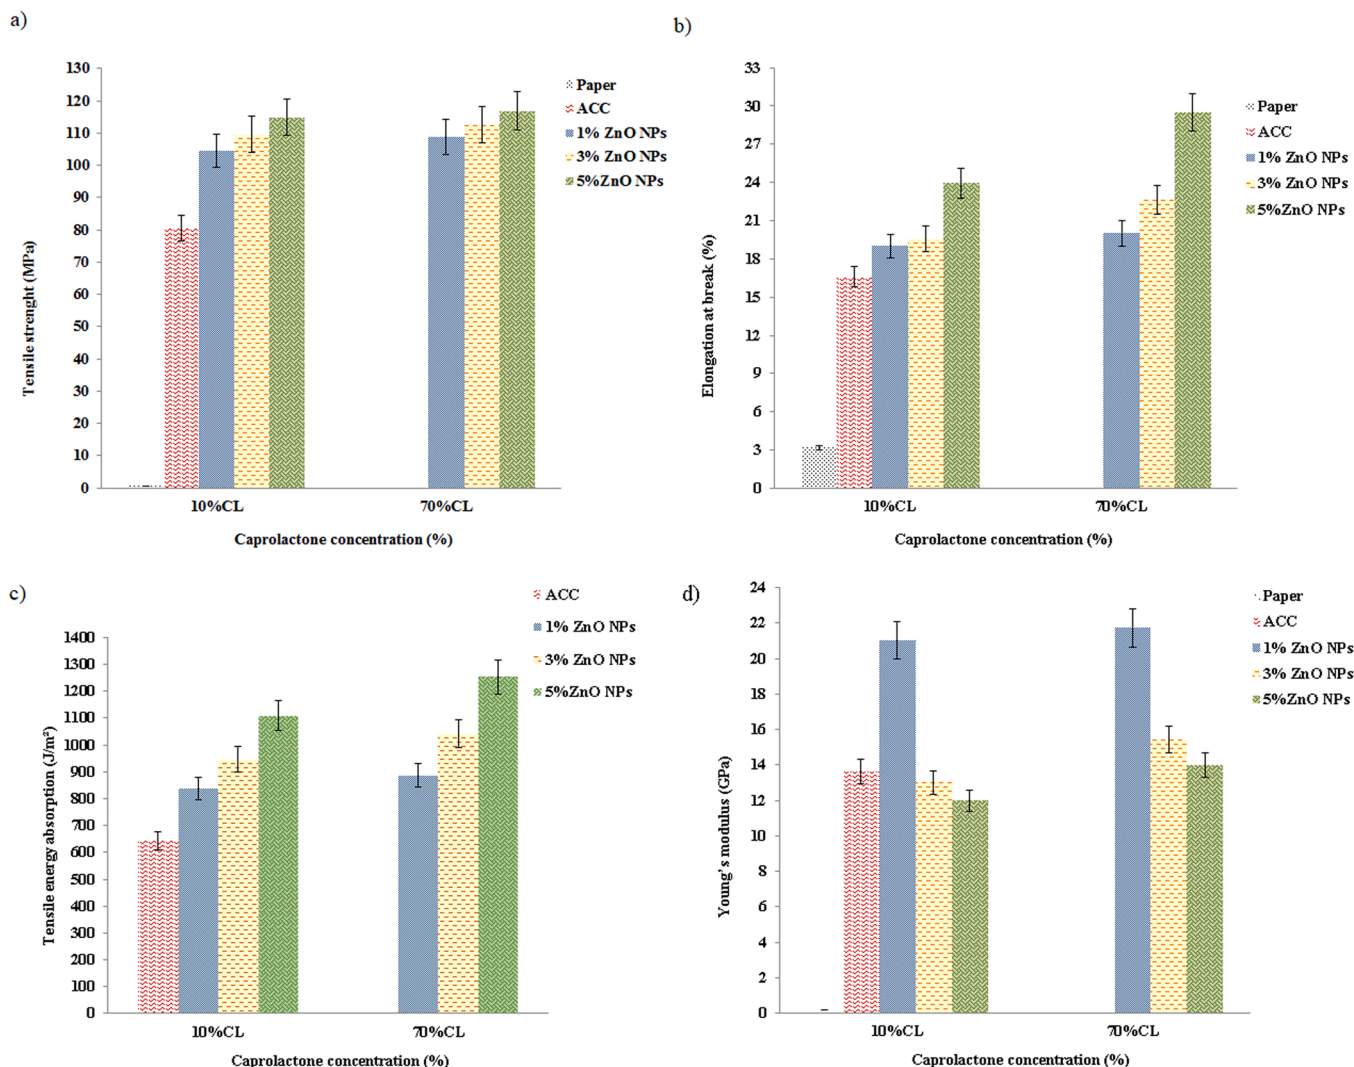 a)
130
120
110
100
90
80
70
60
50
40
30
20
10
0
Tensile strenght (MPa)
10%CL
70%CL
Caprolactone concentration (%)
Paper
ACC
1% ZnO NPs
3% ZnO NPs
5%ZnO NPs
b)
33
30
27
24
21
18
15
12
9
6
3
0
Elongation at break (%)
10%CL
70%CL
Caprolactone concentration (%)
Paper
ACC
1% ZnO NPs
3% ZnO NPs
5%ZnO NPs
c)
1400
1300
1200
1100
1000
900
800
700
600
500
400
300
200
100
0
Tensile energy absorption (J/m²)
10%CL
70%CL
Caprolactone concentration (%)
ACC
1% ZnO NPs
3% ZnO NPs
5%ZnO NPs
d)
24
22
20
18
16
14
12
10
8
6
4
2
0
Young's modulus (GPa)
10%CL
70%CL
Caprolactone concentration (%)
Paper
ACC
1% ZnO NPs
3% ZnO NPs
5%ZnO NPs